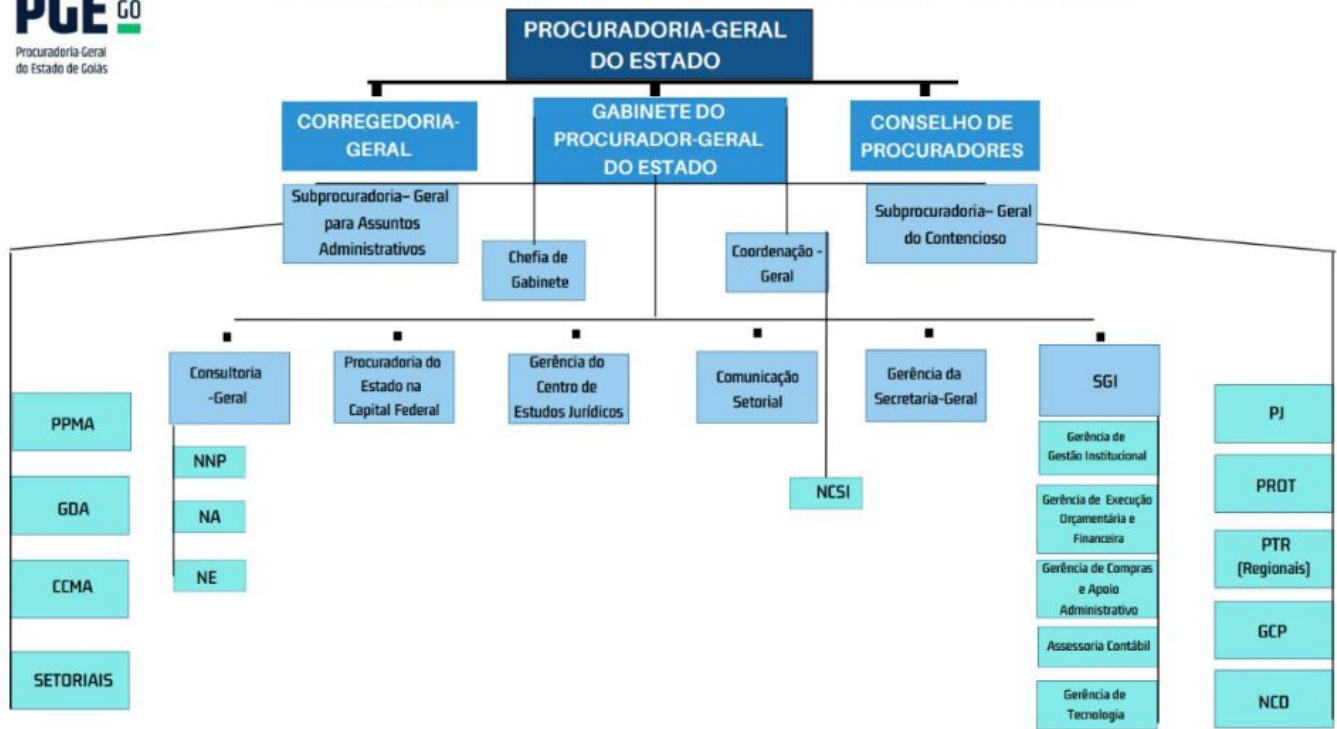 PGE GO
Procuradoria-Geral
do Estado de Goiás
PROCURADORIA-GERAL
DO ESTADO
CORREGEDORIA-
GERAL
GABINETE DO
PROCURADOR-GERAL
DO ESTADO
CONSELHO DE
PROCURADORES
Subprocuradoria– Geral
para Assuntos
Administrativos
Chefia de
Gabinete
Coordenação -
Geral
Subprocuradoria– Geral
do Contencioso
Consultoria
-Geral
Procuradoria do
Estado na
Capital Federal
Gerência do
Centro de
Estudos Jurídicos
Comunicação
Setorial
Gerência da
Secretaria-Geral
SGI
PPMA
GDA
CCMA
SETORIAIS
NNP
NA
NE
NCSI
Gerência de
Gestão Institucional
Gerência de Execução
Orçamentária e
Financeira
Gerência de Compras
e Apoio
Administrativo
Assessoria Contábil
Gerência de
Tecnologia
PJ
PROT
PTR
(Regionais)
GCP
NCD